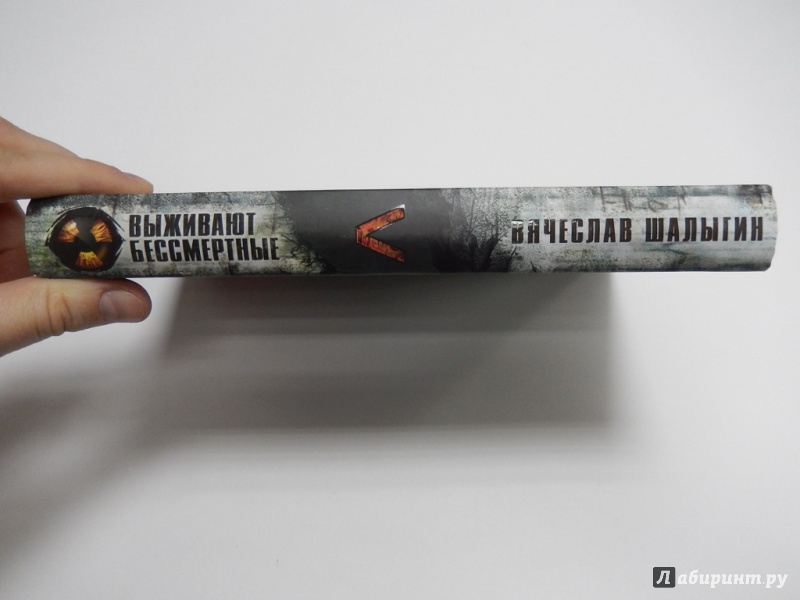 ВЫЖИВАЮТ
БЕССМЕРТНЫЕ
V
ВЯЧЕСЛАВ ШАЛЫГИН
Лабиринт.ру